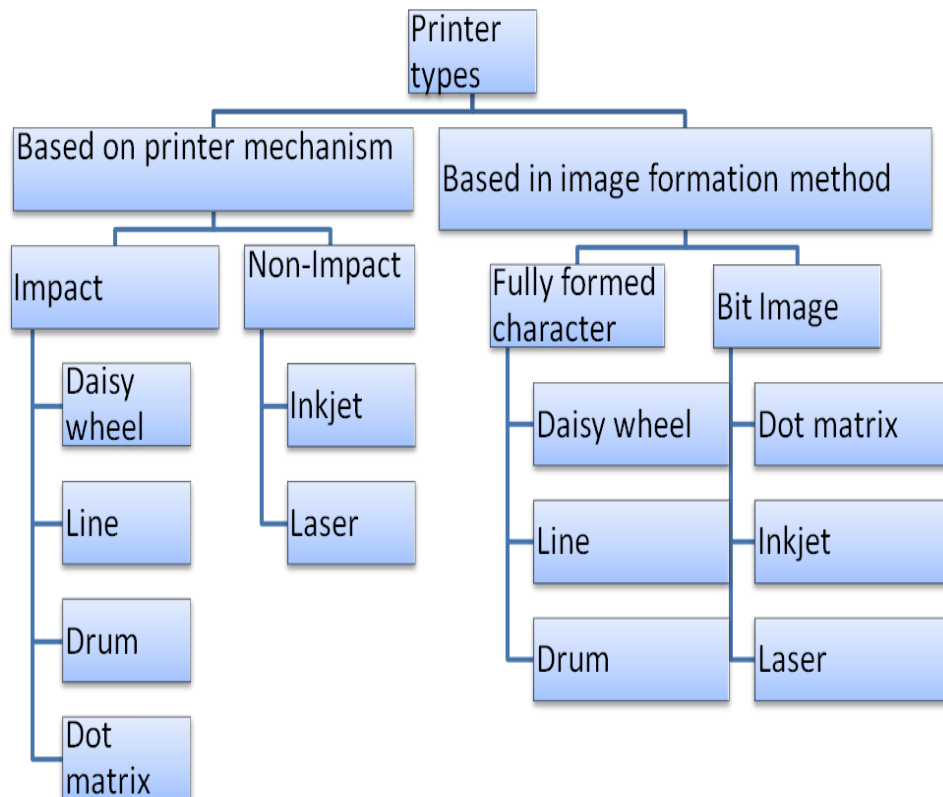 Printer
types
Based on printer mechanism
Based in image formation method
Impact
Non-Impact
Daisy
wheel
Line
Drum
Dot
matrix
Inkjet
Laser
Fully formed
character
Bit Image
Daisy wheel
Line
Drum
Dot matrix
Inkjet
Laser